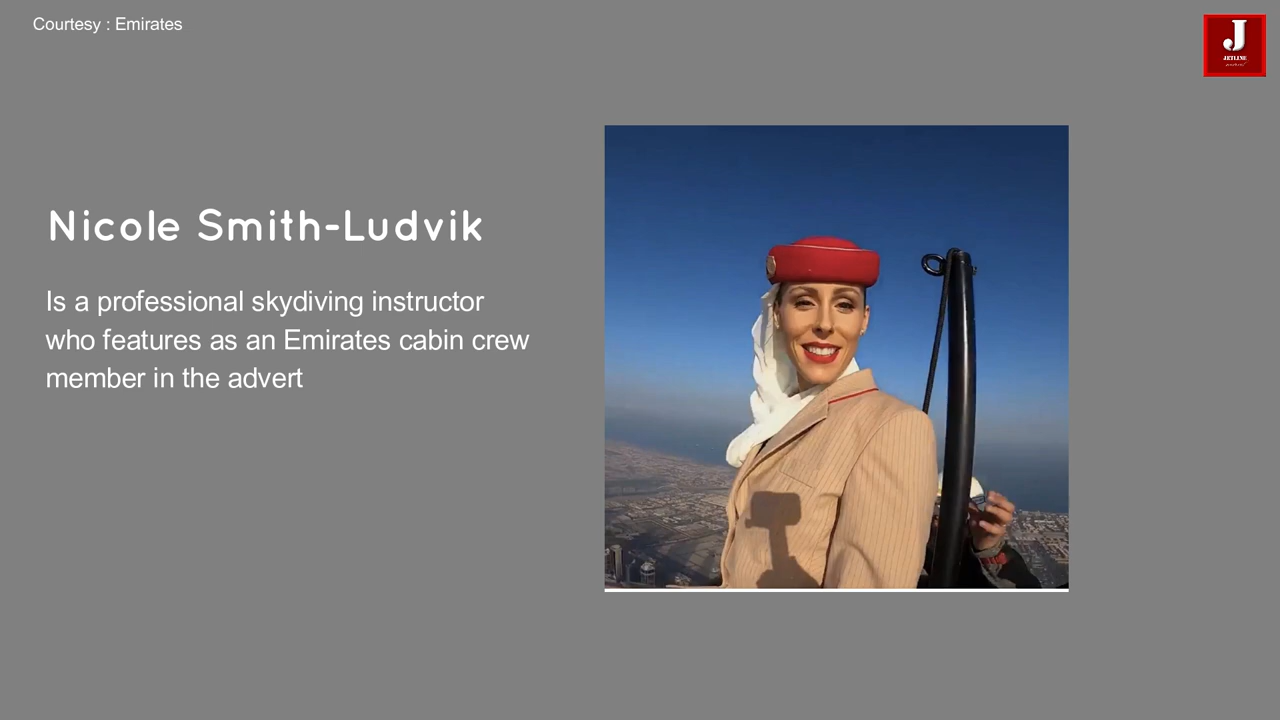 Courtesy : Emirates
J
JETLINE
Nicole Smith-Ludvik
Is a professional skydiving instructor
who features as an Emirates cabin crew
member in the advert